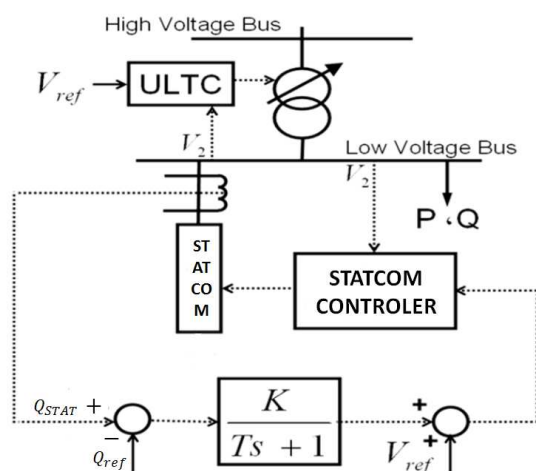 High Voltage Bus
V_ref
ULTC
V_2
Low Voltage Bus
V_2
P ، Q
ST
AT
CO
M
STATCOM
CONTROLER
Q_STAT +
−
Q_ref
K
Ts + 1
+
+
V_ref